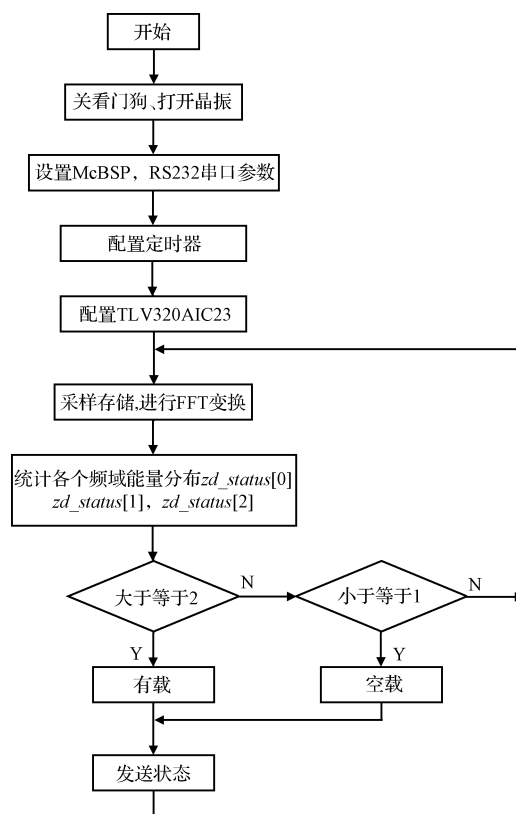 开始
关看门狗、打开晶振
设置McBSP，RS232串口参数
配置定时器
配置TLV320AIC23
采样存储,进行FFT变换
统计各个频域能量分布zd_status[0]
zd_status[1]，zd_status[2]
大于等于2
N
小于等于1
N
Y
Y
有载
空载
发送状态